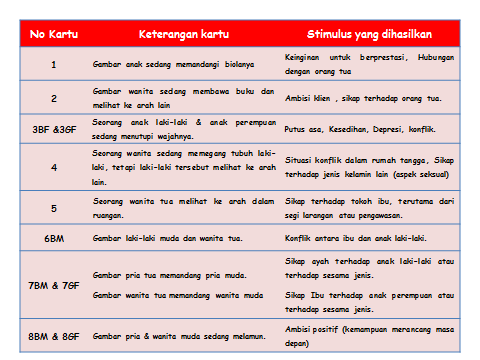 No Kartu Keterangan kartu Stimulus yang dihasilkan
1 Gambar anak sedang memandangi biolanya
Keinginan untuk berprestasi, Hubungan
dengan orang tua
2 Gambar wanita sedang membawa buku dan
melihat ke arah lain
Ambisi klien , sikap terhadap orang tua.
3BF &3GF Seorang anak laki-laki & anak perempuan
sedang menutupi wajahnya.
Putus asa, Kesedihan, Depresi, konflik.
4 Seorang wanita sedang memegang tubuh laki-
laki, tetapi laki-laki tersebut melihat ke arah
lain.
Situasi konflik dalam rumah tangga, Sikap
terhadap jenis kelamin lain (aspek seksual)
5 Seorang wanita tua melihat ke arah dalam
ruangan.
Sikap terhadap tokoh ibu, terutama dari
segi larangan atau pengawasan.
6BM Gambar laki-laki muda dan wanita tua.
Konflik antara ibu dan anak laki-laki.
7BM & 7GF Gambar pria tua memandang pria muda.
Gambar wanita tua memandang wanita muda
Sikap ayah terhadap anak laki-laki atau
terhadap sesama jenis.
Sikap Ibu terhadap anak perempuan atau
terhadap sesama jenis.
8BM & 8GF Gambar pria & wanita muda sedang melamun.
Ambisi positif (kemampuan merancang masa
depan)